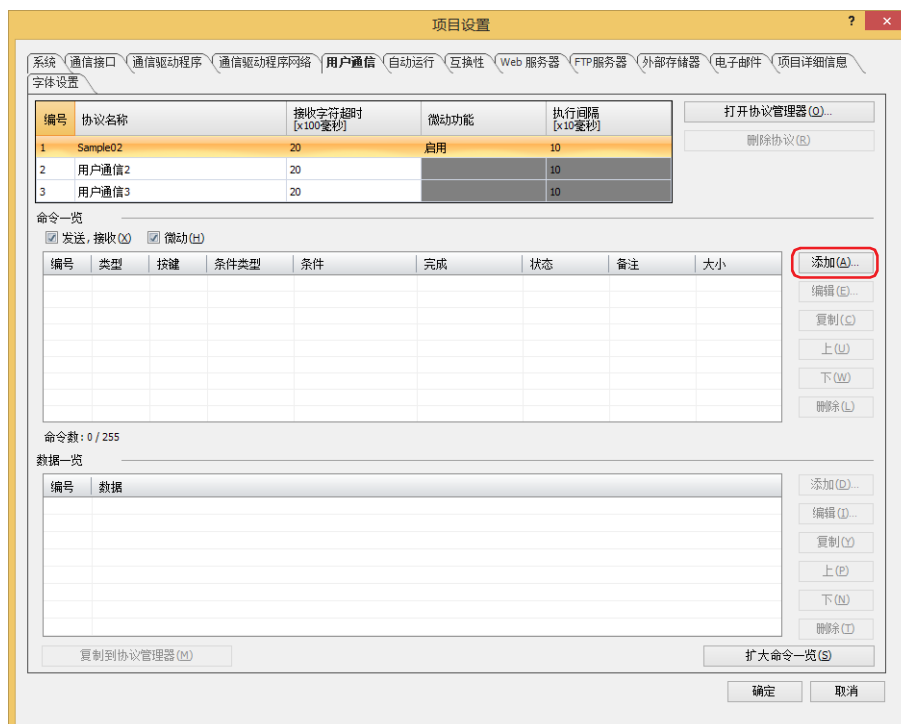 项目设置
? ×
系统 通信接口 通信驱动程序 通信驱动程序网络 用户通信 自动运行 互换性 Web 服务器 FTP服务器 外部存储器 电子邮件 项目详细信息
字体设置
编号 协议名称 接收字符超时 [x100毫秒] 微动功能 执行间隔 [x10毫秒]
打开协议管理器(O)...
1 Sample02 20 启用 10
删除协议(R)
2 用户通信2 20 10
3 用户通信3 20 10
命令一览
发送, 接收(X) 微动(H)
编号 类型 按键 条件类型 条件 完成 状态 备注 大小
添加(A)...
编辑(E)...
复制(C)
上(U)
下(W)
删除(L)
命令数: 0 / 255
数据一览
编号 数据
添加(D)...
编辑(I)...
复制(Y)
上(P)
下(N)
删除(T)
复制到协议管理器(M) 扩大命令一览(S)
确定 取消